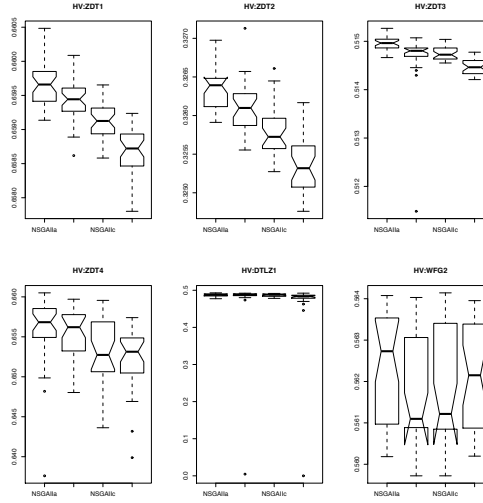 HV:ZDT1
0.6605
0.6600
0.6595
0.6590
0.6585
0.6580
NSGAIIa NSGAIIc
HV:ZDT2
0.3270
0.3265
0.3260
0.3255
0.3250
NSGAIIa NSGAIIc
HV:ZDT3
0.515
0.514
0.513
0.512
NSGAIIa NSGAIIc
HV:ZDT4
0.660
0.655
0.650
0.645
0.640
NSGAIIa NSGAIIc
HV:DTLZ1
0.5
0.4
0.3
0.2
0.1
0.0
NSGAIIa NSGAIIc
HV:WFG2
0.564
0.563
0.562
0.561
0.560
NSGAIIa NSGAIIc